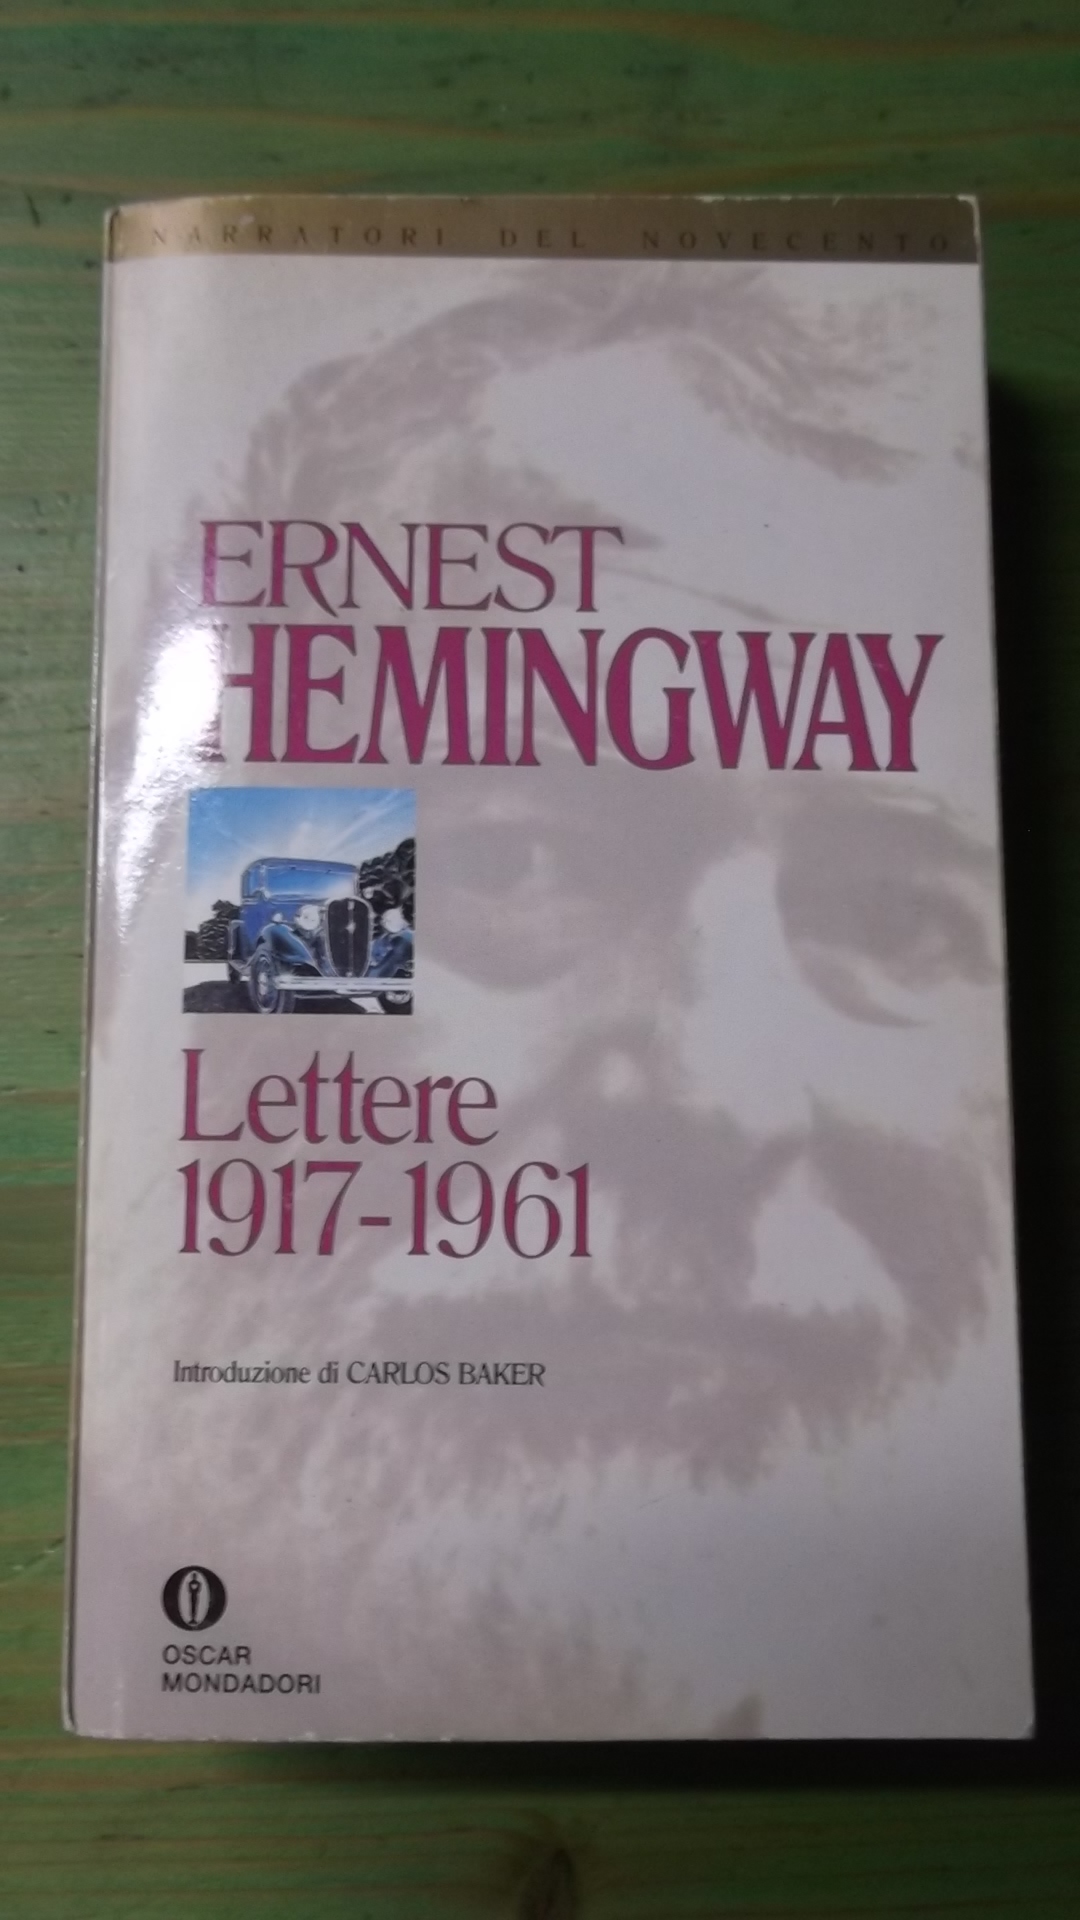 NARRATORI DEL NOVECENTO
ERNEST
HEMINGWAY
Lettere
1917-1961
Introduzione di CARLOS BAKER
OSCAR
MONDADORI